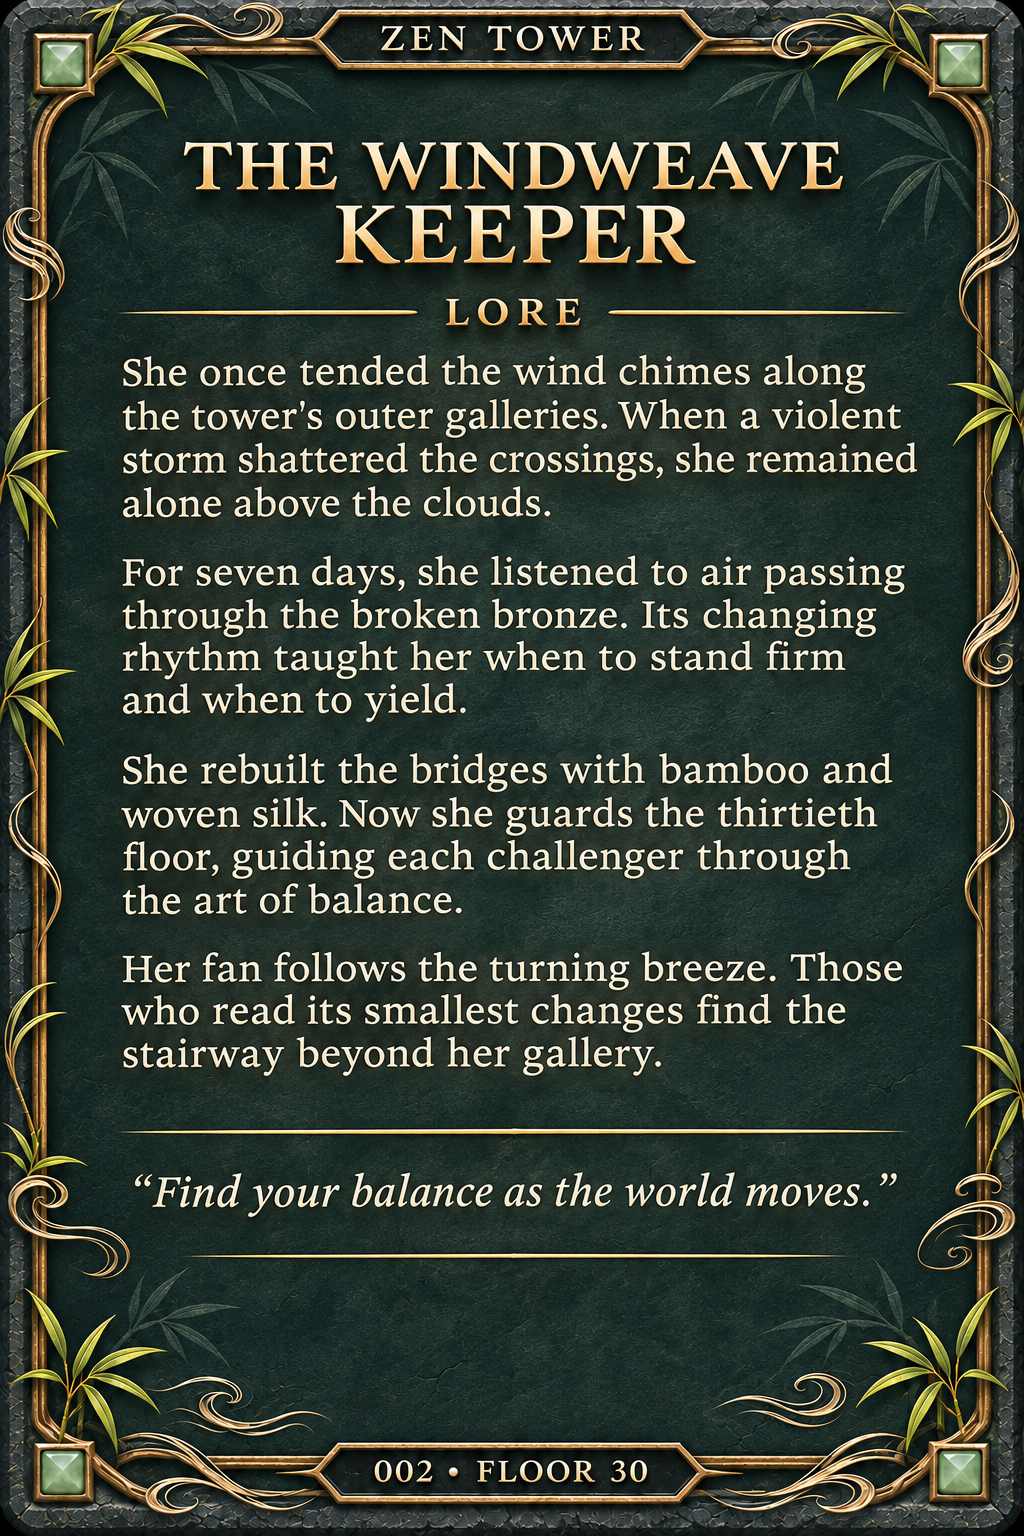 ZEN TOWER
THE WINDWEAVE
KEEPER
LORE
She once tended the wind chimes along
the tower's outer galleries. When a violent
storm shattered the crossings, she remained
alone above the clouds.
For seven days, she listened to air passing
through the broken bronze. Its changing
rhythm taught her when to stand firm
and when to yield.
She rebuilt the bridges with bamboo and
woven silk. Now she guards the thirtieth
floor, guiding each challenger through
the art of balance.
Her fan follows the turning breeze. Those
who read its smallest changes find the
stairway beyond her gallery.
“Find your balance as the world moves.”
002 • FLOOR 30